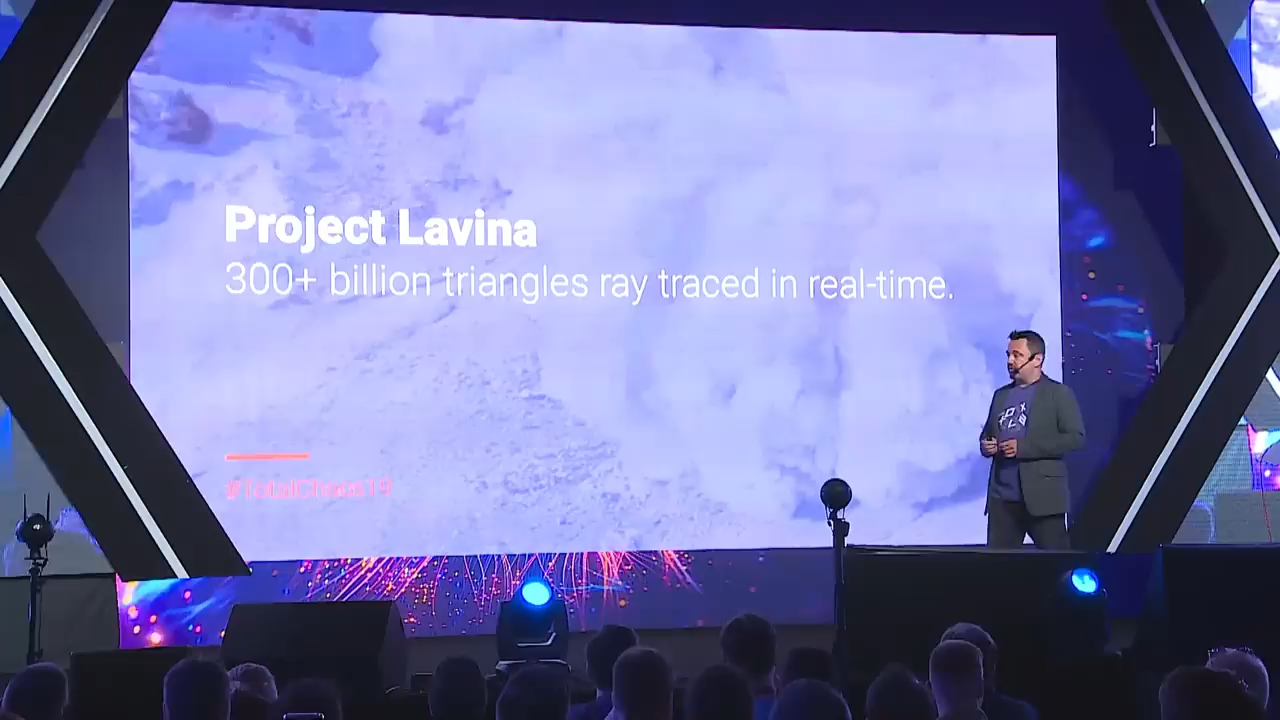 Project Lavina
300+ billion triangles ray traced in real-time.
#TotalChaos19